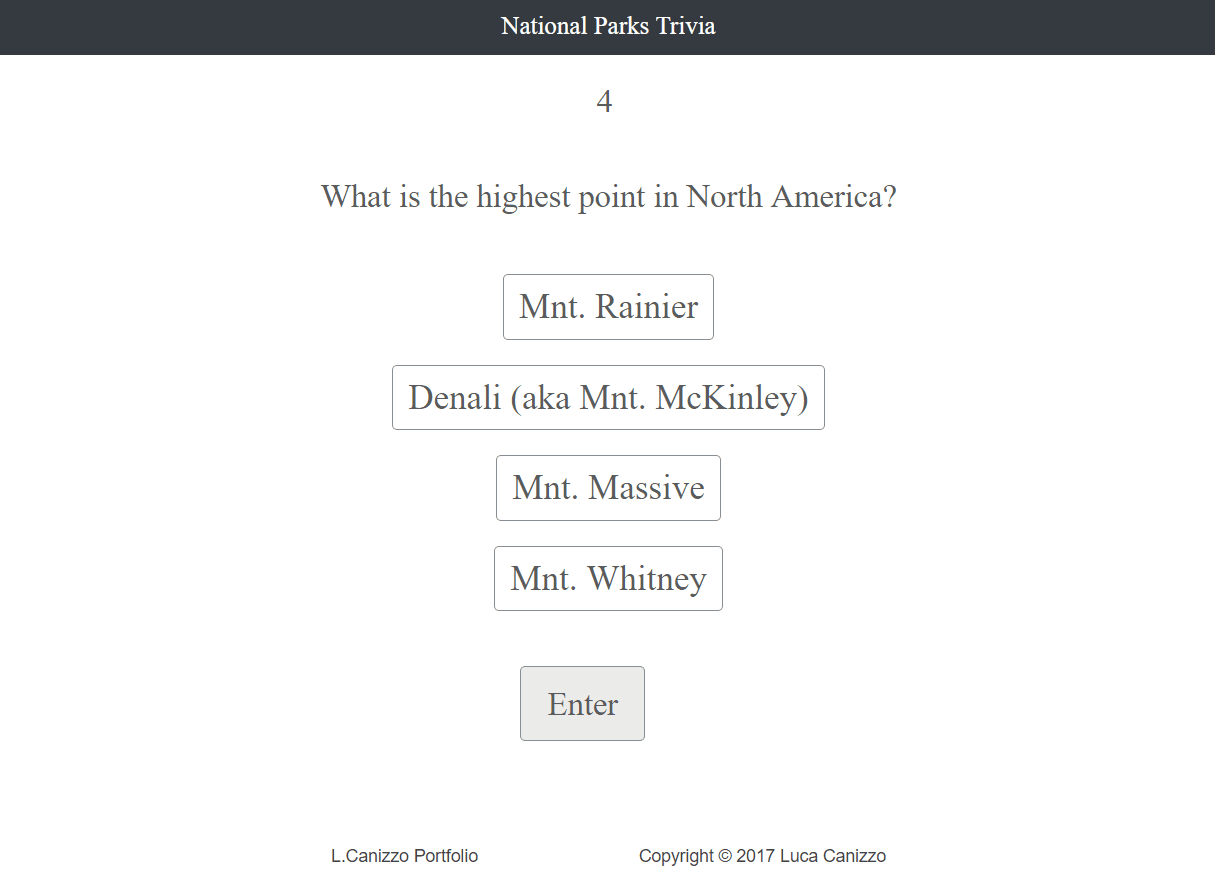 National Parks Trivia
4
What is the highest point in North America?
Mnt. Rainier
Denali (aka Mnt. McKinley)
Mnt. Massive
Mnt. Whitney
Enter
L.Canizzo Portfolio
Copyright © 2017 Luca Canizzo